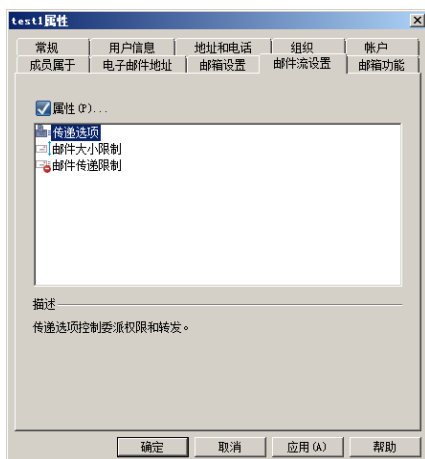 test1属性
常规 用户信息 地址和电话 组织 帐户
成员属于 电子邮件地址 邮箱设置 邮件流设置 邮箱功能
属性(P)...
传递选项
邮件大小限制
邮件传递限制
描述
传递选项控制委派权限和转发。
确定 取消 应用(A) 帮助